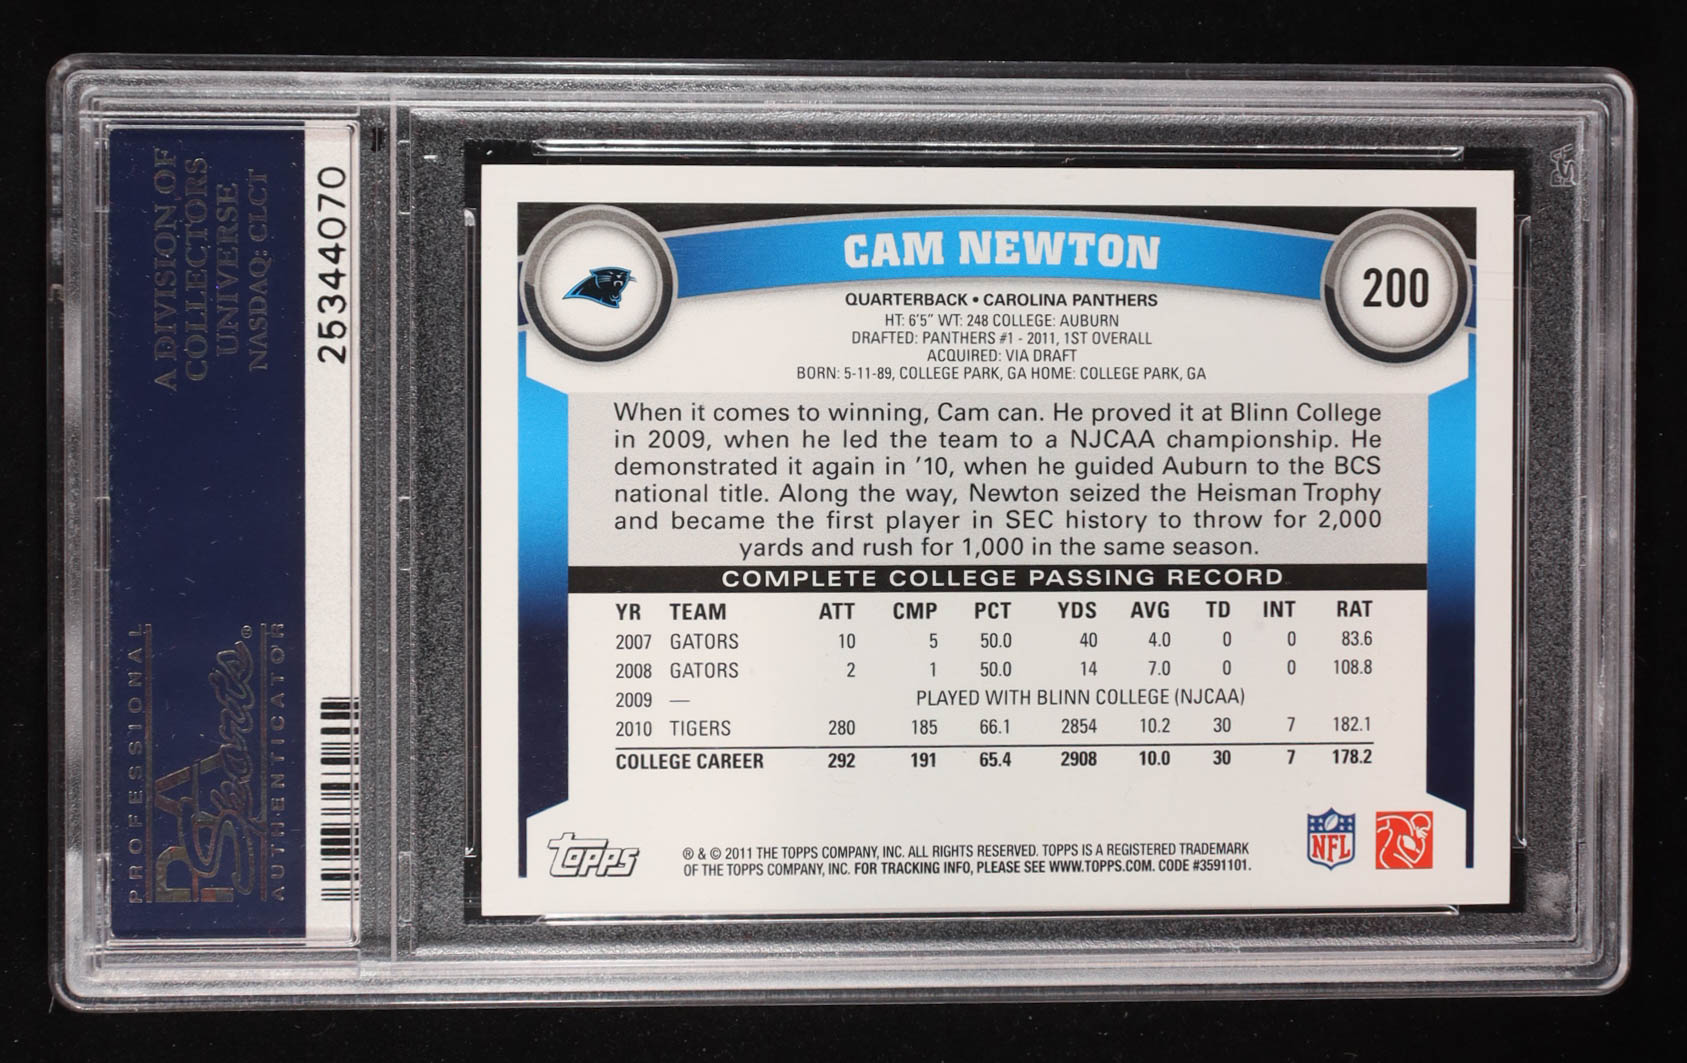 A DIVISION OF
COLLECTORS
UNIVERSE
NASDAQ: CLCT
25344070
PROFESSIONAL
PSA
Sports®
AUTHENTICATOR
PSA
CAM NEWTON
200
QUARTERBACK • CAROLINA PANTHERS
HT: 6'5" WT: 248 COLLEGE: AUBURN
DRAFTED: PANTHERS #1 - 2011, 1ST OVERALL
ACQUIRED: VIA DRAFT
BORN: 5-11-89, COLLEGE PARK, GA HOME: COLLEGE PARK, GA
When it comes to winning, Cam can. He proved it at Blinn College
in 2009, when he led the team to a NJCAA championship. He
demonstrated it again in '10, when he guided Auburn to the BCS
national title. Along the way, Newton seized the Heisman Trophy
and became the first player in SEC history to throw for 2,000
yards and rush for 1,000 in the same season.
COMPLETE COLLEGE PASSING RECORD
YR TEAM ATT CMP PCT YDS AVG TD INT RAT
2007 GATORS 10 5 50.0 40 4.0 0 0 83.6
2008 GATORS 2 1 50.0 14 7.0 0 0 108.8
2009 — PLAYED WITH BLINN COLLEGE (NJCAA)
2010 TIGERS 280 185 66.1 2854 10.2 30 7 182.1
COLLEGE CAREER 292 191 65.4 2908 10.0 30 7 178.2
Topps
® & © 2011 THE TOPPS COMPANY, INC. ALL RIGHTS RESERVED. TOPPS IS A REGISTERED TRADEMARK
OF THE TOPPS COMPANY, INC. FOR TRACKING INFO, PLEASE SEE WWW.TOPPS.COM. CODE #3591101.
NFL